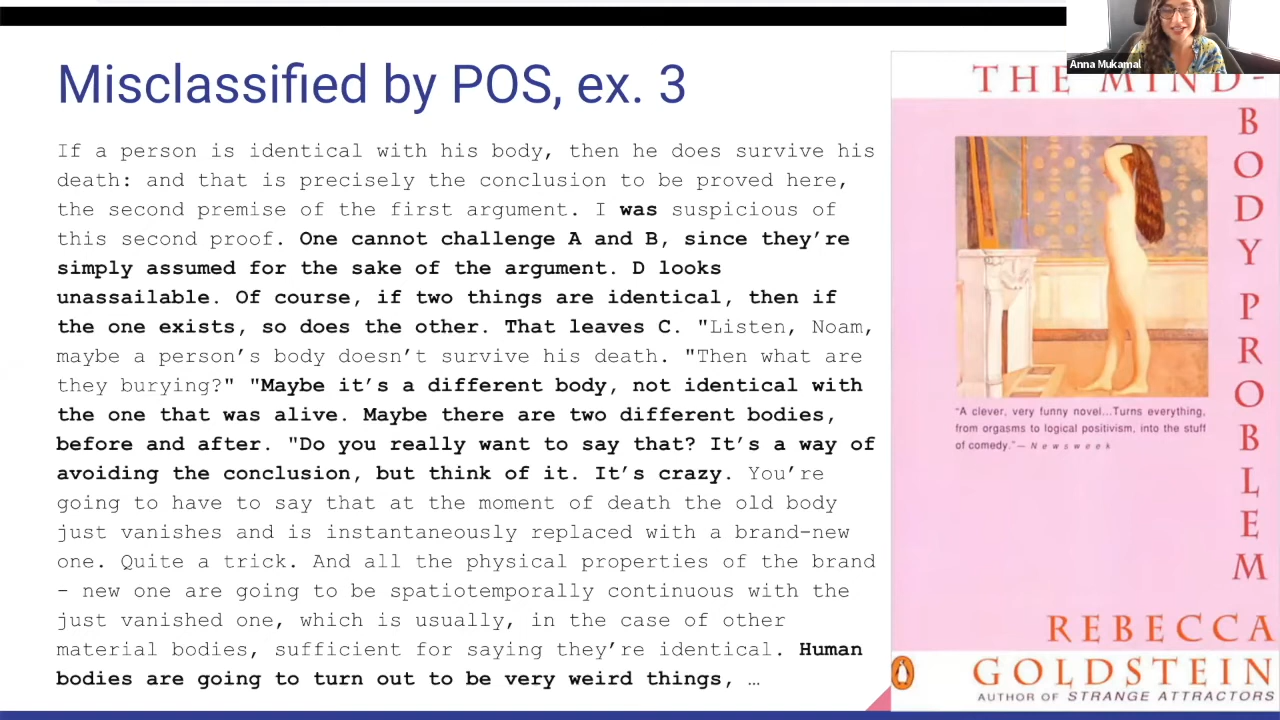 Anna Mukamal
Misclassified by POS, ex. 3
If a person is identical with his body, then he does survive his
death: and that is precisely the conclusion to be proved here,
the second premise of the first argument. I was suspicious of
this second proof. One cannot challenge A and B, since they’re
simply assumed for the sake of the argument. D looks
unassailable. Of course, if two things are identical, then if
the one exists, so does the other. That leaves C. "Listen, Noam,
maybe a person’s body doesn’t survive his death. "Then what are
they burying?" "Maybe it’s a different body, not identical with
the one that was alive. Maybe there are two different bodies,
before and after. "Do you really want to say that? It’s a way of
avoiding the conclusion, but think of it. It’s crazy. You’re
going to have to say that at the moment of death the old body
just vanishes and is instantaneously replaced with a brand-new
one. Quite a trick. And all the physical properties of the brand
- new one are going to be spatiotemporally continuous with the
just vanished one, which is usually, in the case of other
material bodies, sufficient for saying they’re identical. Human
bodies are going to turn out to be very weird things, …
THE MIND-
BODY PROBLEM
"A clever, very funny novel...Turns everything,
from orgasms to logical positivism, into the stuff
of comedy."— Newsweek
REBECCA
GOLDSTEIN
AUTHOR OF STRANGE ATTRACTORS